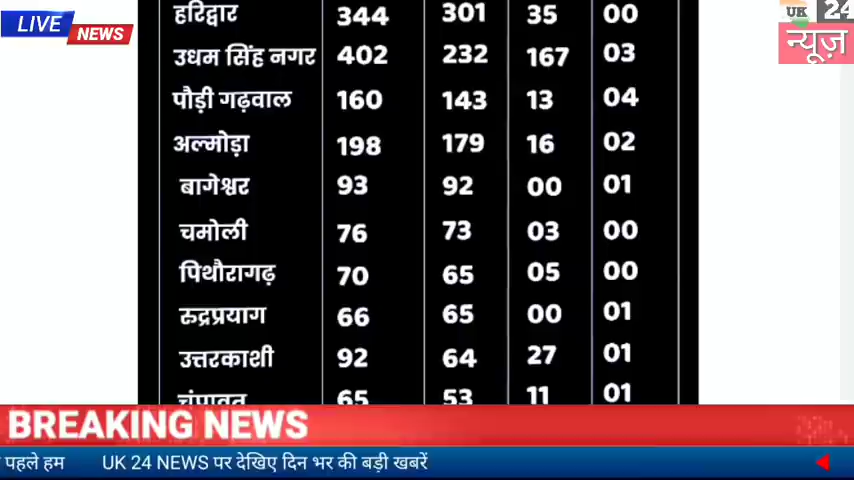 LIVE NEWS
UK 24
न्यूज़
हरिद्वार 344 301 35 00
उधम सिंह नगर 402 232 167 03
पौड़ी गढ़वाल 160 143 13 04
अल्मोड़ा 198 179 16 02
बागेश्वर 93 92 00 01
चमोली 76 73 03 00
पिथौरागढ़ 70 65 05 00
रुद्रप्रयाग 66 65 00 01
उत्तरकाशी 92 64 27 01
चंपावत 65 53 11 01
BREAKING NEWS
पहले हम UK 24 NEWS पर देखिए दिन भर की बड़ी खबरें